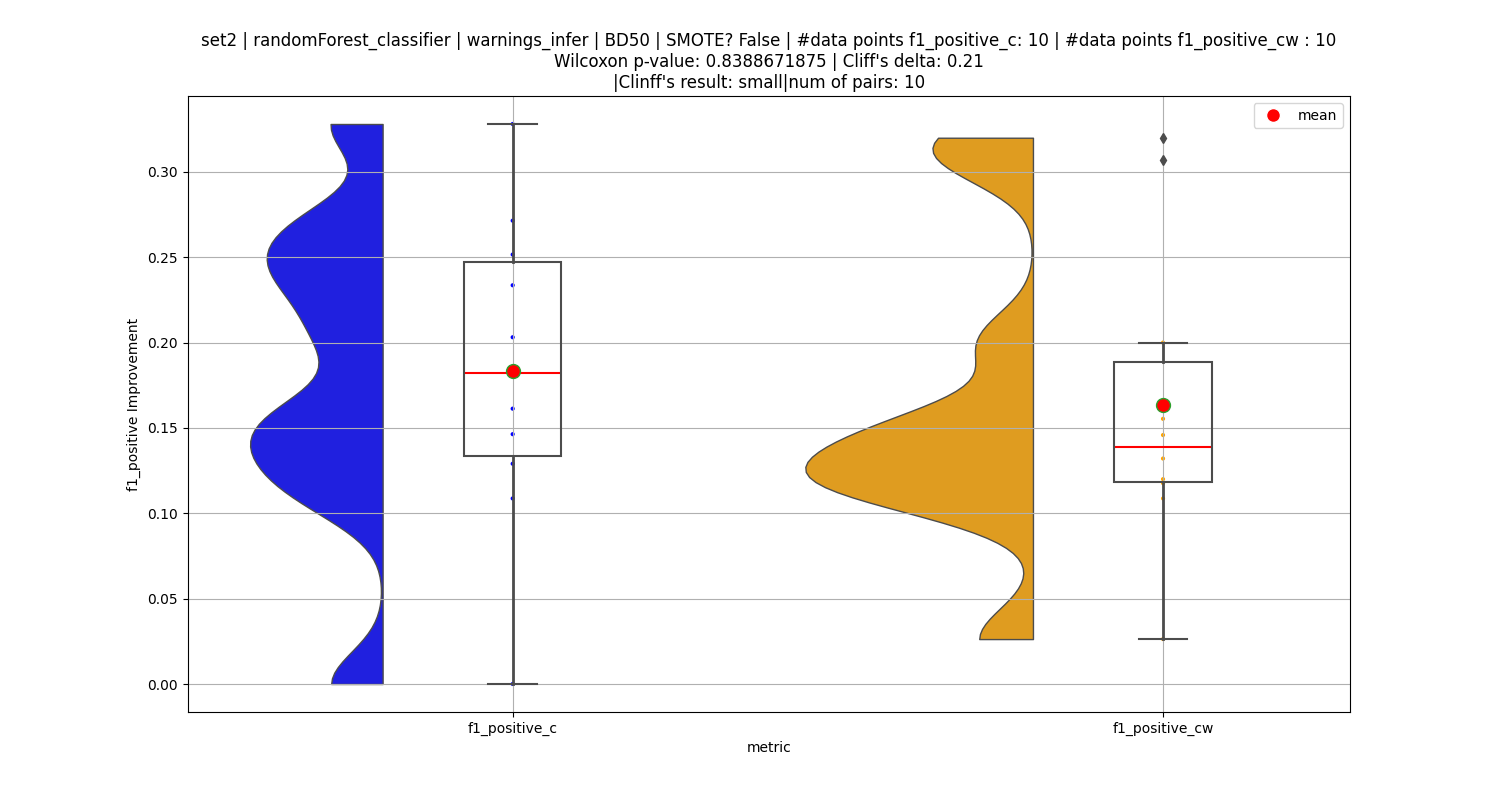 set2 | randomForest_classifier | warnings_infer | BD50 | SMOTE? False | #data points f1_positive_c: 10 | #data points f1_positive_cw : 10
Wilcoxon p-value: 0.8388671875 | Cliff's delta: 0.21
|Clinff's result: small|num of pairs: 10
mean
0.30
0.25
0.20
0.15
0.10
0.05
0.00
f1_positive Improvement
f1_positive_c
f1_positive_cw
metric